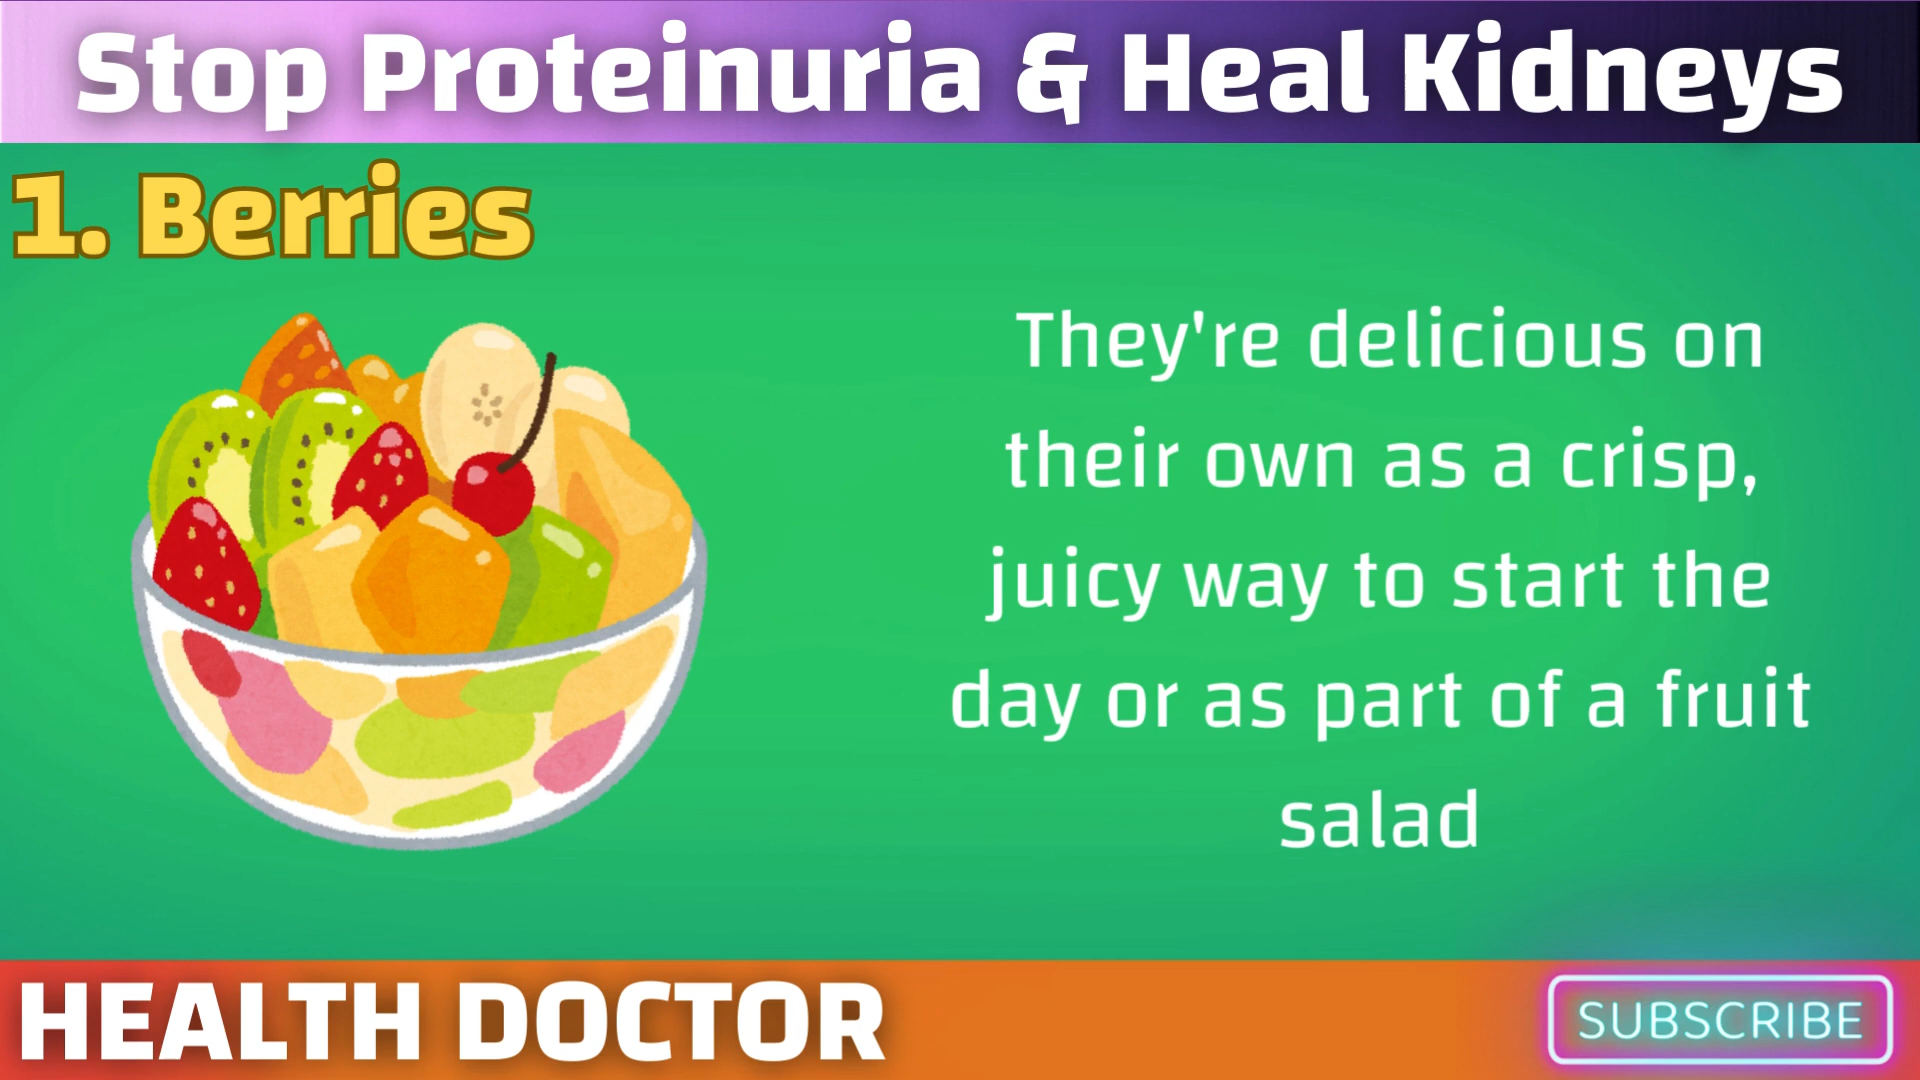 Stop Proteinuria & Heal Kidneys
1. Berries
They're delicious on
their own as a crisp,
juicy way to start the
day or as part of a fruit
salad
HEALTH DOCTOR
SUBSCRIBE